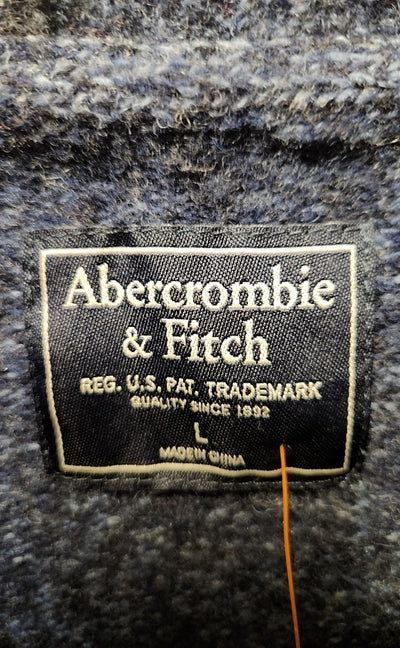 Abercrombie
& Fitch
REG. U.S. PAT. TRADEMARK
QUALITY SINCE 1892
L
MADE IN CHINA